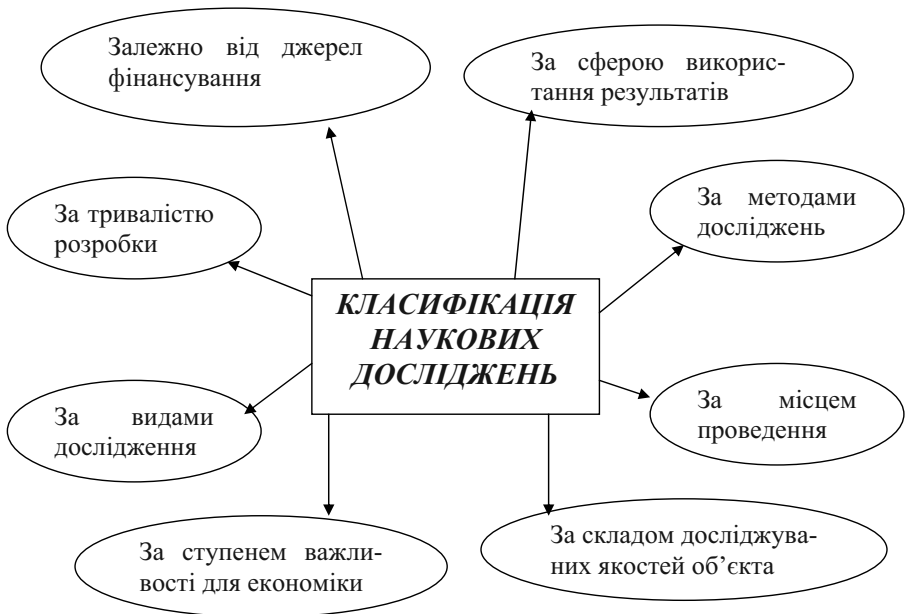 Залежно від джерел
фінансування
За сферою викорис-
тання результатів
За тривалістю
розробки
За методами
досліджень
КЛАСИФІКАЦІЯ
НАУКОВИХ
ДОСЛІДЖЕНЬ
За видами
дослідження
За місцем
проведення
За ступенем важли-
вості для економіки
За складом досліджува-
них якостей об’єкта